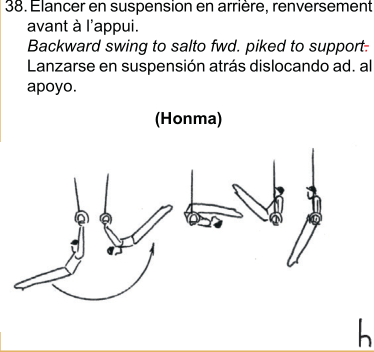 38. Elancer en suspension en arrière, renversement
avant à l'appui.
Backward swing to salto fwd. piked to support.
Lanzarse en suspensión atrás dislocando ad. al
apoyo.
(Honma)
h